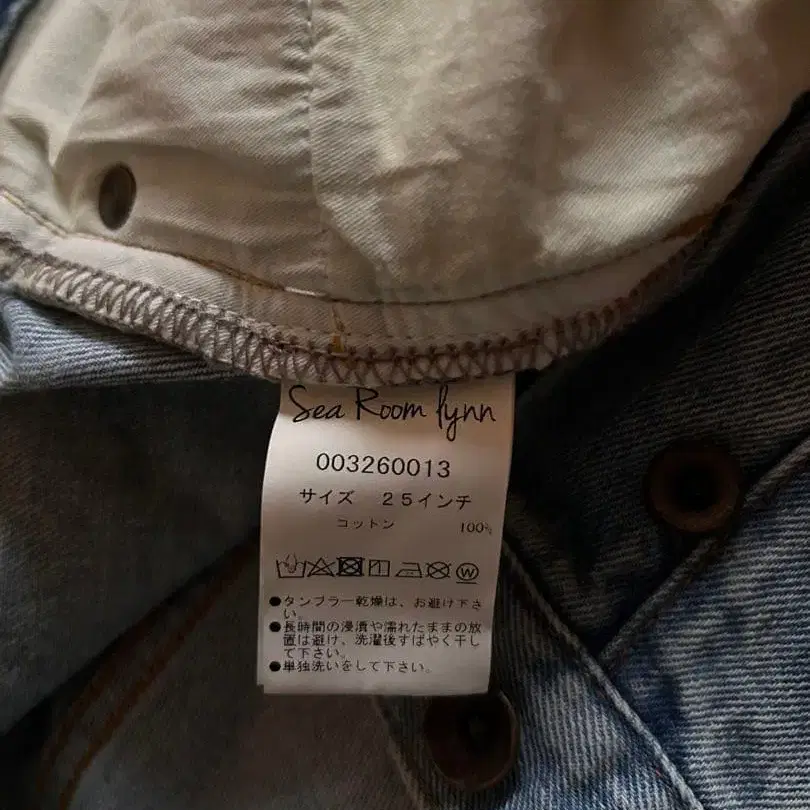 Sea Room lynn
003260013
サイズ 25インチ
コットン 100%
●タンブラー乾燥は、お避け下さ
い。
●長時間の浸漬や濡れたままの放
置は避け、洗濯後すばやく干し
て下さい。
●単独洗いをして下さい。